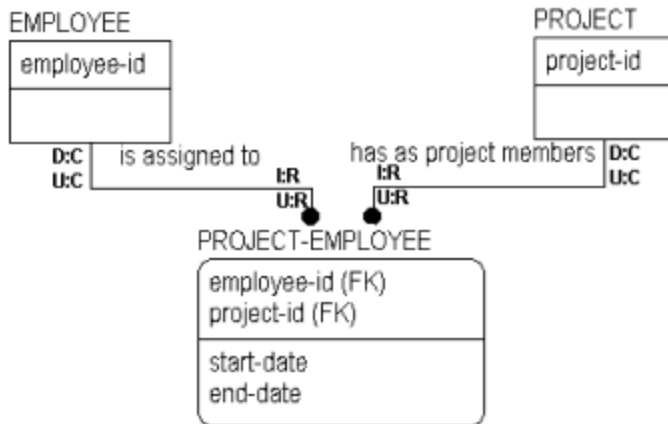 EMPLOYEE
employee-id
PROJECT
project-id
D:C
U:C
is assigned to
I:R
U:R
has as project members
I:R
U:R
D:C
U:C
PROJECT-EMPLOYEE
employee-id (FK)
project-id (FK)
start-date
end-date